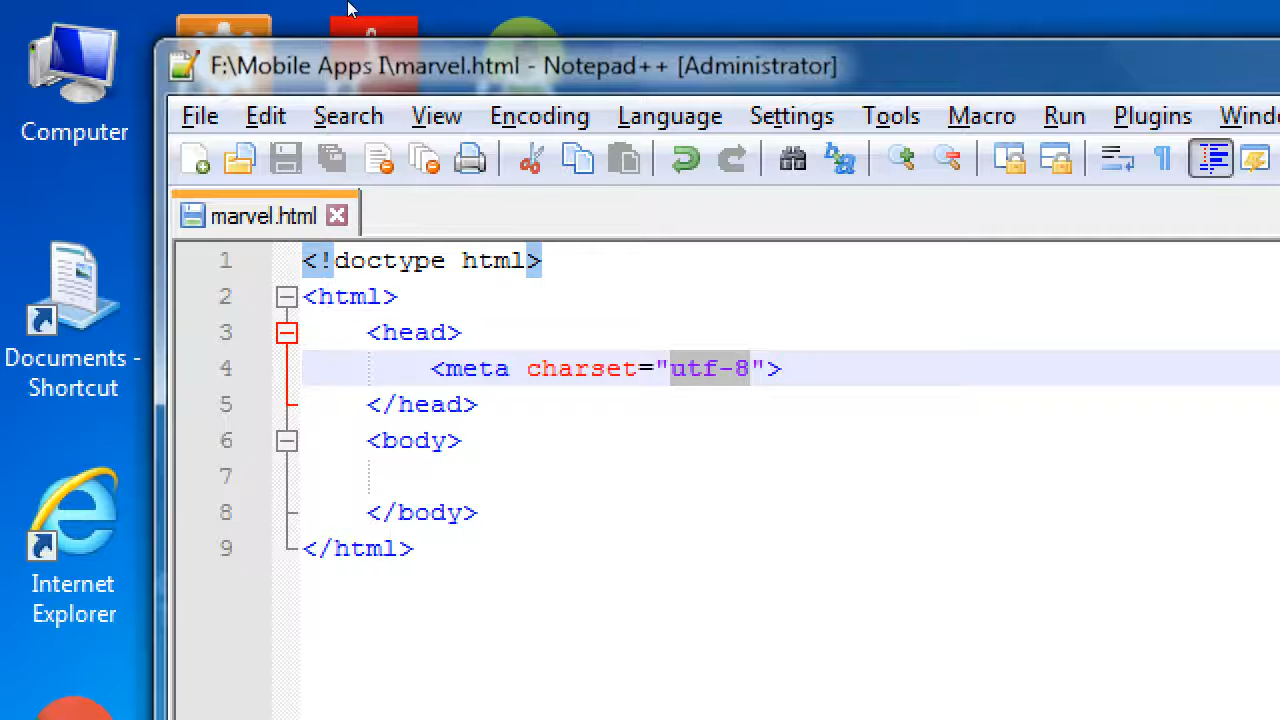 Computer
Documents -
Shortcut
Internet
Explorer
F:\Mobile Apps I\marvel.html - Notepad++ [Administrator]
File Edit Search View Encoding Language Settings Tools Macro Run Plugins
marvel.html
1 <!doctype html>
2 <html>
3 <head>
4 <meta charset="utf-8">
5 </head>
6 <body>
7
8 </body>
9 </html>